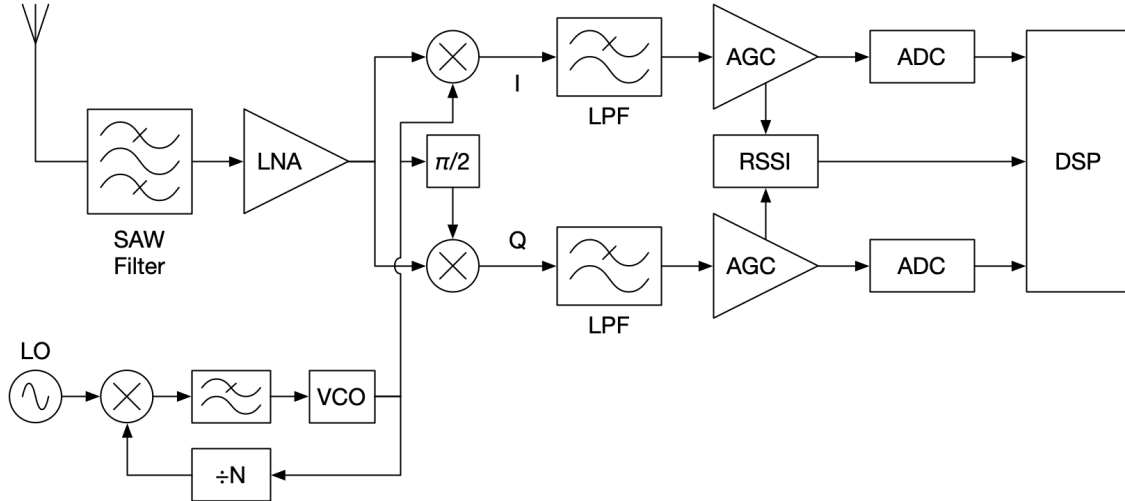 I
LPF
AGC
ADC
SAW
Filter
LNA
π/2
RSSI
DSP
Q
LPF
AGC
ADC
LO
VCO
÷N